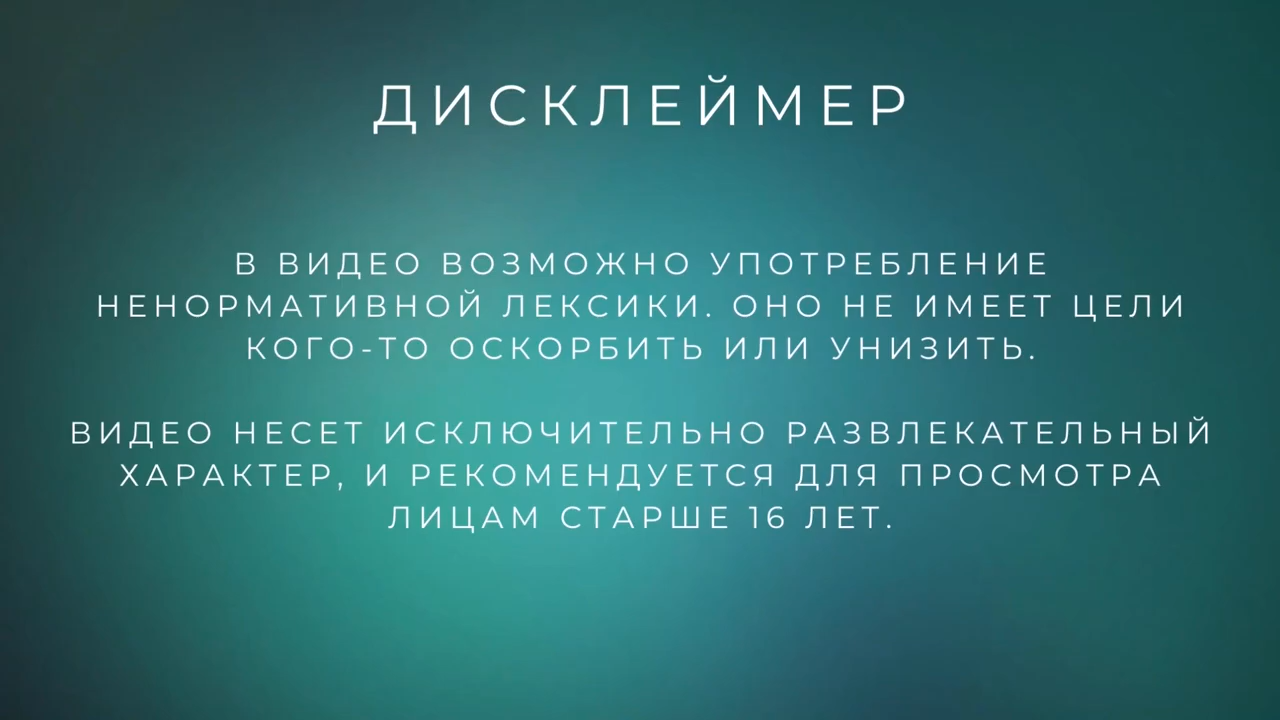 ДИСКЛЕЙМЕР
В ВИДЕО ВОЗМОЖНО УПОТРЕБЛЕНИЕ
НЕНОРМАТИВНОЙ ЛЕКСИКИ. ОНО НЕ ИМЕЕТ ЦЕЛИ
КОГО-ТО ОСКОРБИТЬ ИЛИ УНИЗИТЬ.
ВИДЕО НЕСЕТ ИСКЛЮЧИТЕЛЬНО РАЗВЛЕКАТЕЛЬНЫЙ
ХАРАКТЕР, И РЕКОМЕНДУЕТСЯ ДЛЯ ПРОСМОТРА
ЛИЦАМ СТАРШЕ 16 ЛЕТ.